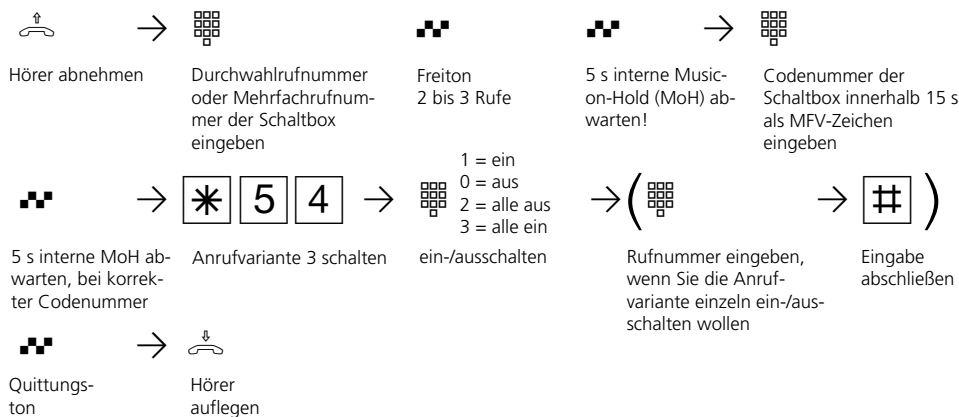 Hörer abnehmen
Durchwahlrufnummer
oder Mehrfachrufnum-
mer der Schaltbox
eingeben
Freiton
2 bis 3 Rufe
5 s interne Music-
on-Hold (MoH) ab-
warten!
Codenummer der
Schaltbox innerhalb 15 s
als MFV-Zeichen
eingeben
5 s interne MoH ab-
warten, bei korrek-
ter Codenummer
* 5 4
Anrufvariante 3 schalten
1 = ein
0 = aus
2 = alle aus
3 = alle ein
ein-/ausschalten
(
Rufnummer eingeben,
wenn Sie die Anruf-
variante einzeln ein-/aus-
schalten wollen
# )
Eingabe
abschließen
Quittungs-
ton
Hörer
auflegen